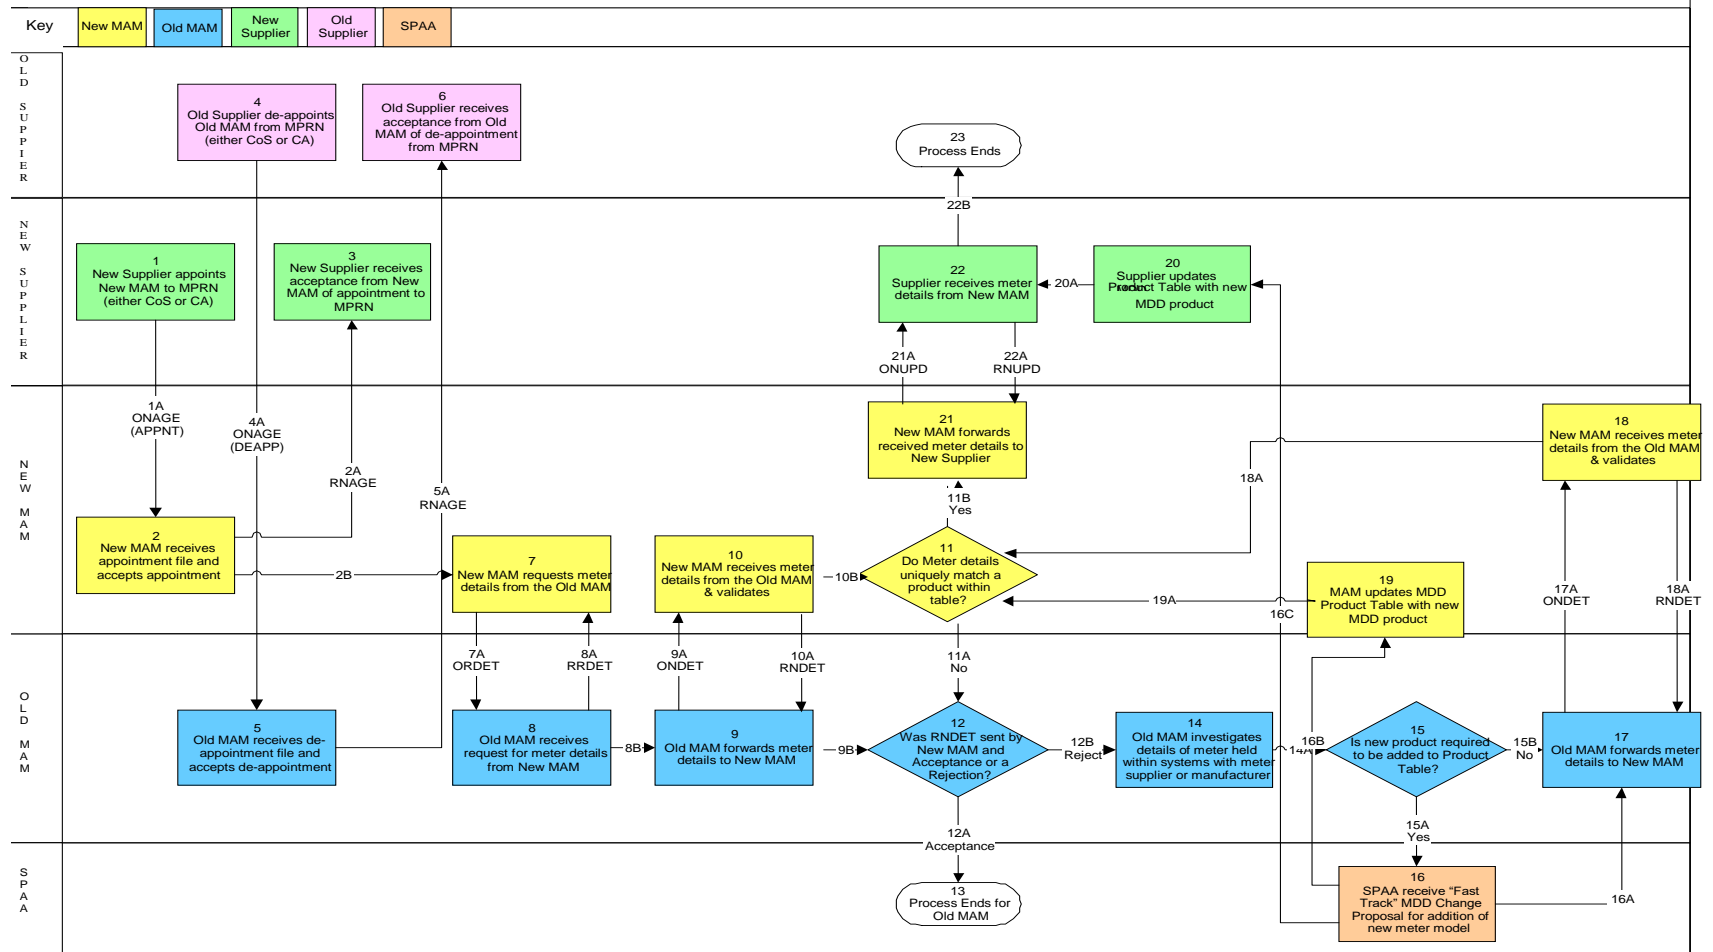 Key
New MAM
Old MAM
New
Supplier
Old
Supplier
SPAA
O
L
D
S
U
P
P
I
E
R
4
Old Supplier de-appoints
Old MAM from MPRN
(either CoS or CA)
6
Old Supplier receives
acceptance from Old
MAM of de-appointment
from MPRN
23
Process Ends
22B
N
E
W
S
U
P
P
L
I
E
R
1
New Supplier appoints
New MAM to MPRN
(either CoS or CA)
3
New Supplier receives
acceptance from New
MAM of appointment to
MPRN
22
Supplier receives meter
details from New MAM
20A
20
Supplier updates
Product Table with new
MDD product
21A
ONUPD
22A
RNUPD
N
E
W
M
A
M
1A
ONAGE
(APPNT)
4A
ONAGE
(DEAPP)
2A
RNAGE
5A
RNAGE
21
New MAM forwards
received meter details to
New Supplier
18
New MAM receives meter
details from the Old MAM
& validates
18A
11B
Yes
2
New MAM receives
appointment file and
accepts appointment
2B
7
New MAM requests meter
details from the Old MAM
10
New MAM receives meter
details from the Old MAM
& validates
10B
11
Do Meter details
uniquely match a
product within
table?
19A
16C
19
MAM updates MDD
Product Table with new
MDD product
17A
ONDET
18A
RNDET
O
L
D
M
A
M
7A
ORDET
8A
RRDET
9A
ONDET
10A
RNDET
11A
No
5
Old MAM receives de-
appointment file and
accepts de-appointment
8
Old MAM receives
request for meter details
from New MAM
8B
9
Old MAM forwards meter
details to New MAM
9B
12
Was RNDET sent by
New MAM and
Acceptance or a
Rejection?
12B
Reject
14
Old MAM investigates
details of meter held
within systems with meter
supplier or manufacturer
14A
16B
15
Is new product required
to be added to Product
Table?
15B
No
17
Old MAM forwards meter
details to New MAM
12A
Acceptance
15A
Yes
S
P
A
A
13
Process Ends for
Old MAM
16
SPAA receive “Fast
Track” MDD Change
Proposal for addition of
new meter model
16A